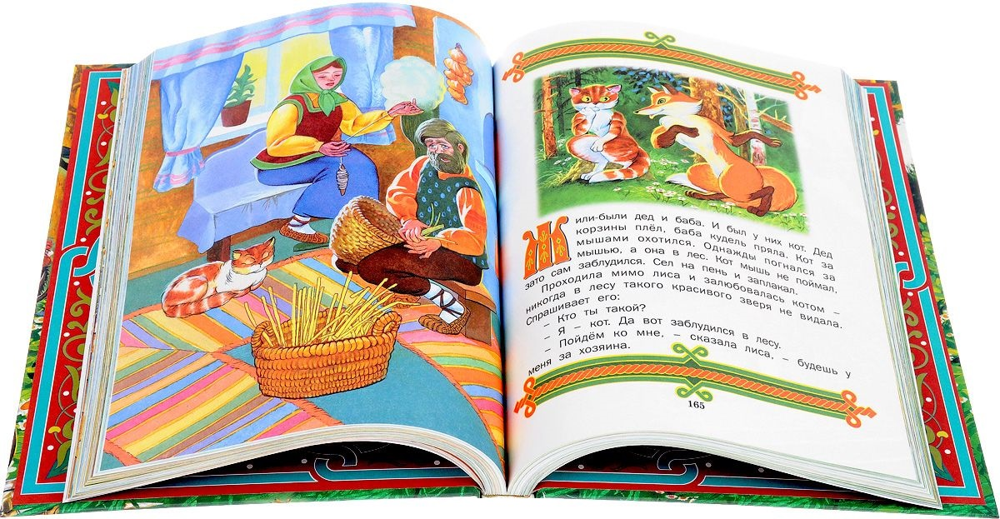 Жили-были дед и баба. И был у них кот. Дед
корзины плёл, баба кудель пряла. Кот за
мышами охотился. Однажды погнался за
мышью, а она в лес. Кот мышь не поймал,
зато сам заблудился. Сел на пень и заплакал.
Проходила мимо лиса и залюбовалась котом –
никогда в лесу такого красивого зверя не видала.
Спрашивает его:
– Кто ты такой?
– Я – кот. Да вот заблудился в лесу.
– Пойдём ко мне, – сказала лиса, – будешь у
меня за хозяина.
165